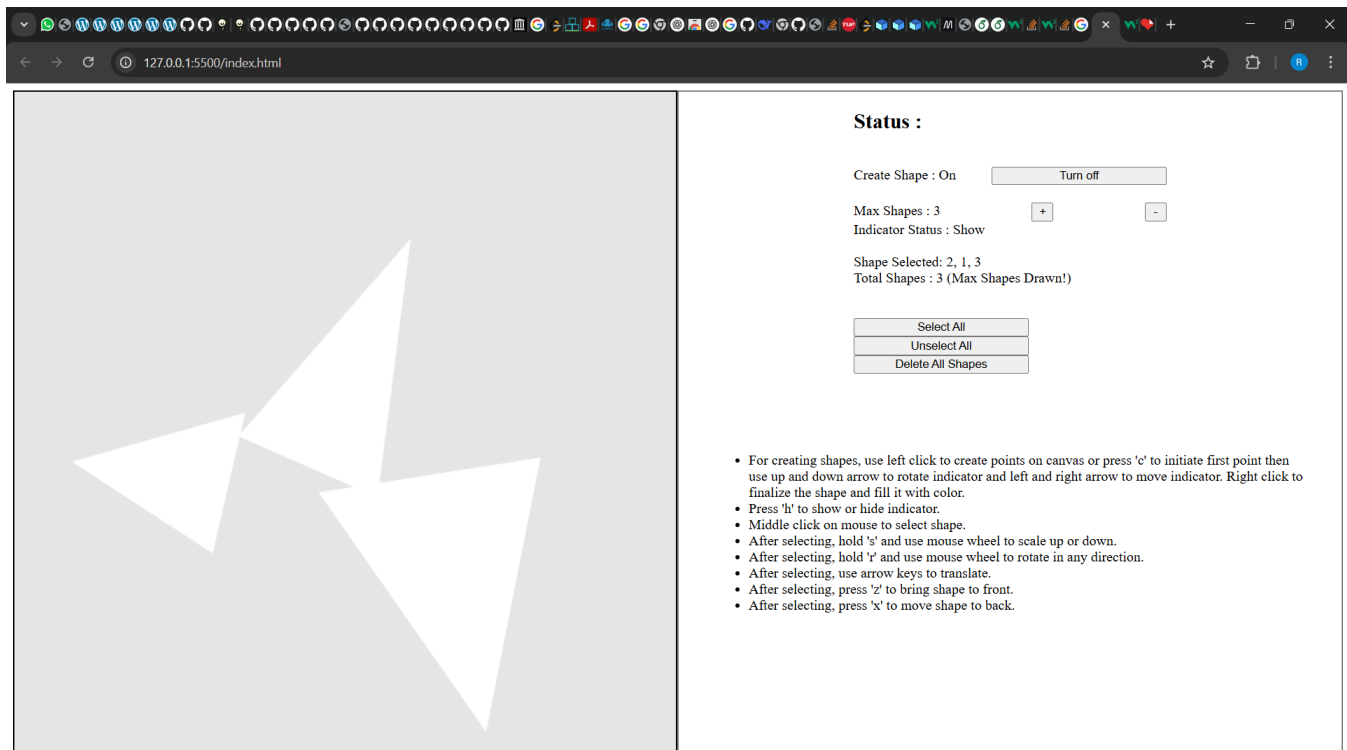 127.0.0.1:5500/index.html
R
Status :
Create Shape : On
Turn off
Max Shapes : 3
+
-
Indicator Status : Show
Shape Selected: 2, 1, 3
Total Shapes : 3 (Max Shapes Drawn!)
Select All
Unselect All
Delete All Shapes
• For creating shapes, use left click to create points on canvas or press 'c' to initiate first point then
use up and down arrow to rotate indicator and left and right arrow to move indicator. Right click to
finalize the shape and fill it with color.
• Press 'h' to show or hide indicator.
• Middle click on mouse to select shape.
• After selecting, hold 's' and use mouse wheel to scale up or down.
• After selecting, hold 'r' and use mouse wheel to rotate in any direction.
• After selecting, use arrow keys to translate.
• After selecting, press 'z' to bring shape to front.
• After selecting, press 'x' to move shape to back.